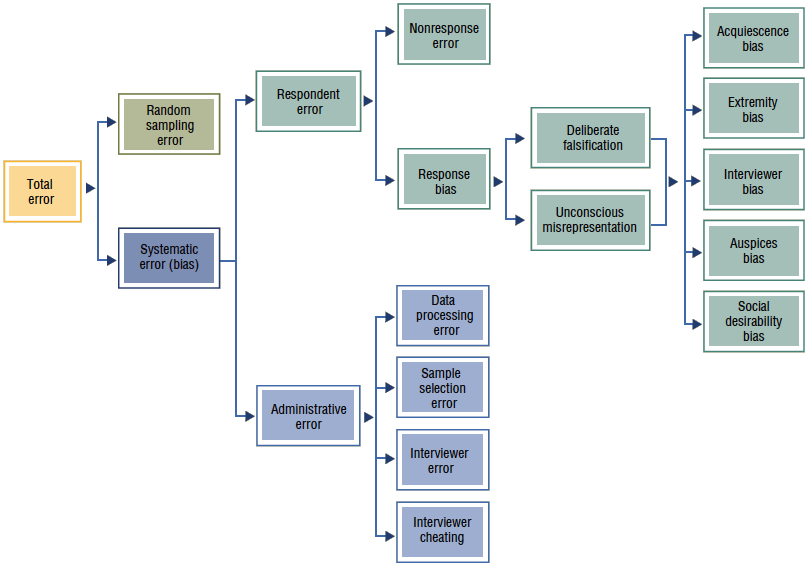 Total
error
Random
sampling
error
Systematic
error (bias)
Respondent
error
Administrative
error
Nonresponse
error
Response
bias
Data
processing
error
Sample
selection
error
Interviewer
error
Interviewer
cheating
Deliberate
falsification
Unconscious
misrepresentation
Acquiescence
bias
Extremity
bias
Interviewer
bias
Auspices
bias
Social
desirability
bias